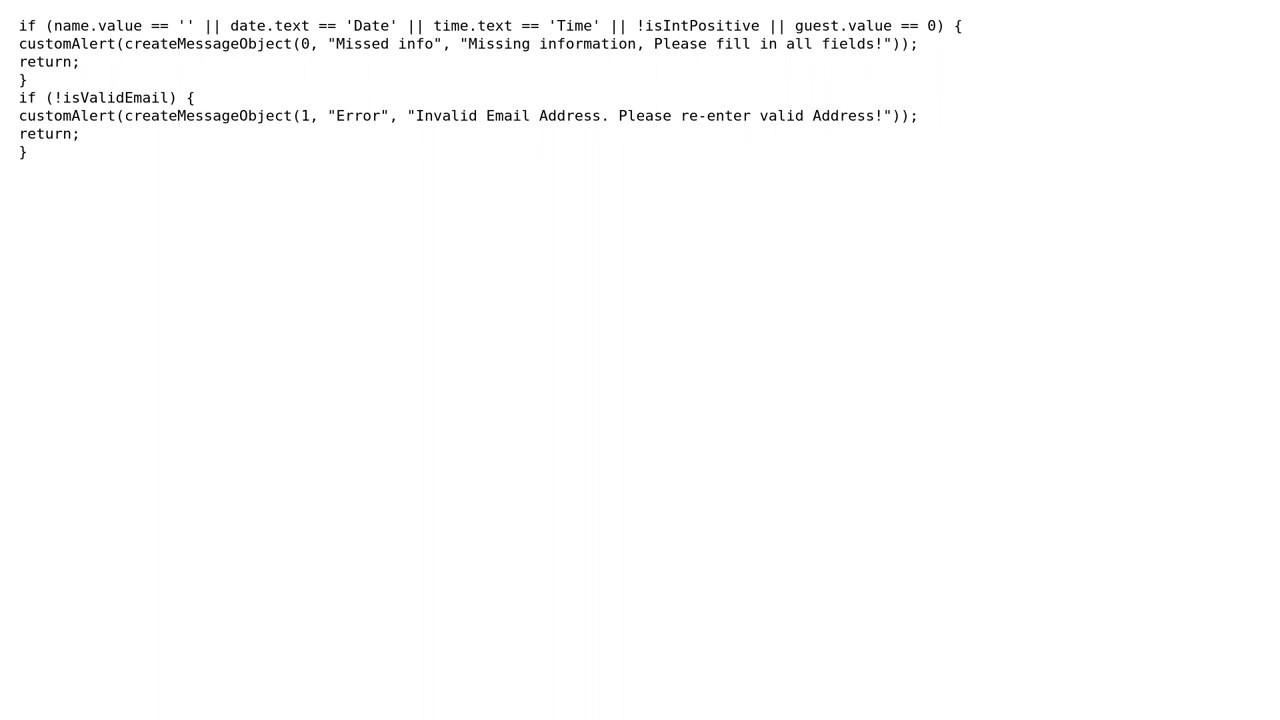 if (name.value == '' || date.text == 'Date' || time.text == 'Time' || !isIntPositive || guest.value == 0) {
customAlert(createMessageObject(0, "Missed info", "Missing information, Please fill in all fields!"));
return;
}
if (!isValidEmail) {
customAlert(createMessageObject(1, "Error", "Invalid Email Address. Please re-enter valid Address!"));
return;
}